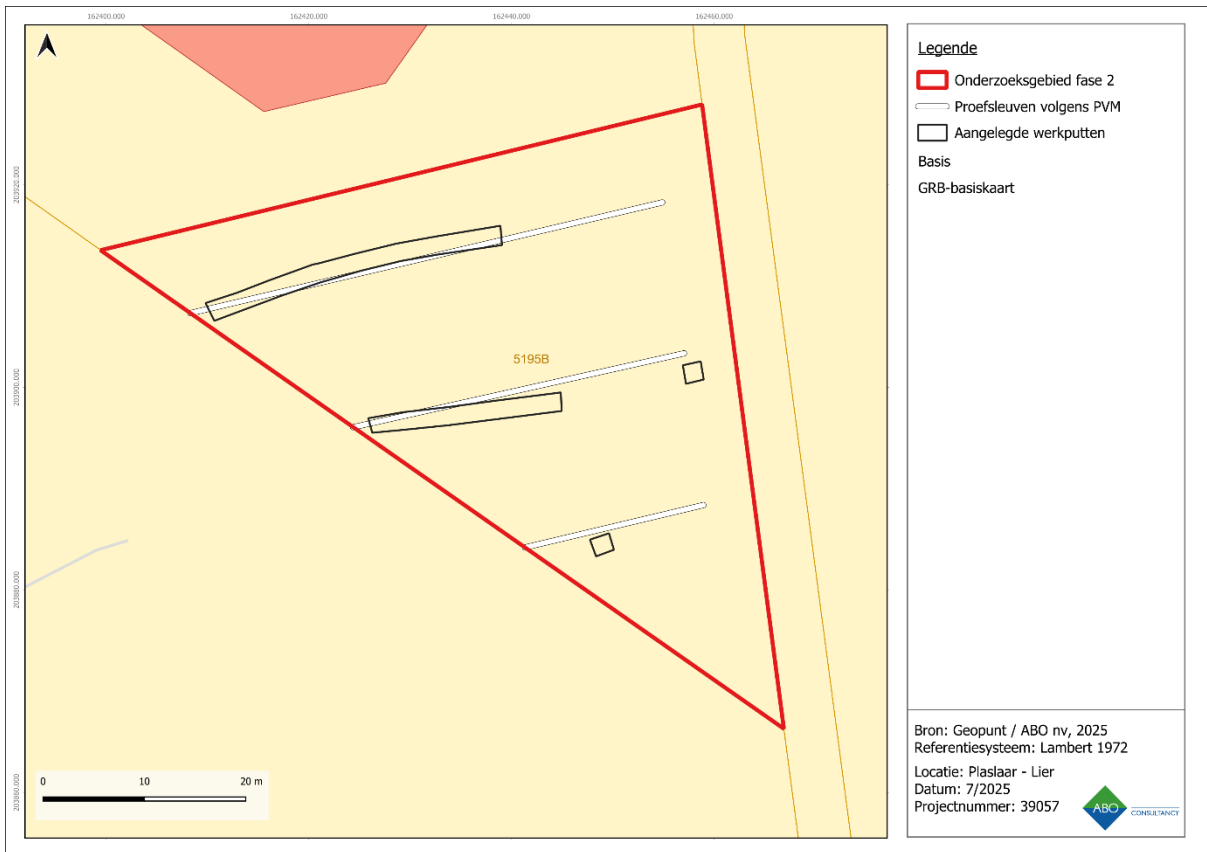 162400.000 162420.000 162440.000 162460.000
203920.000
203900.000
203880.000
203860.000
5195B
0 10 20 m
Legende
Onderzoeksgebied fase 2
Proefsleuven volgens PVM
Aangelegde werkputten
Basis
GRB-basiskaart
Bron: Geopunt / ABO nv, 2025
Referentiesysteem: Lambert 1972
Locatie: Plaslaar - Lier
Datum: 7/2025
Projectnummer: 39057
ABO CONSULTANCY